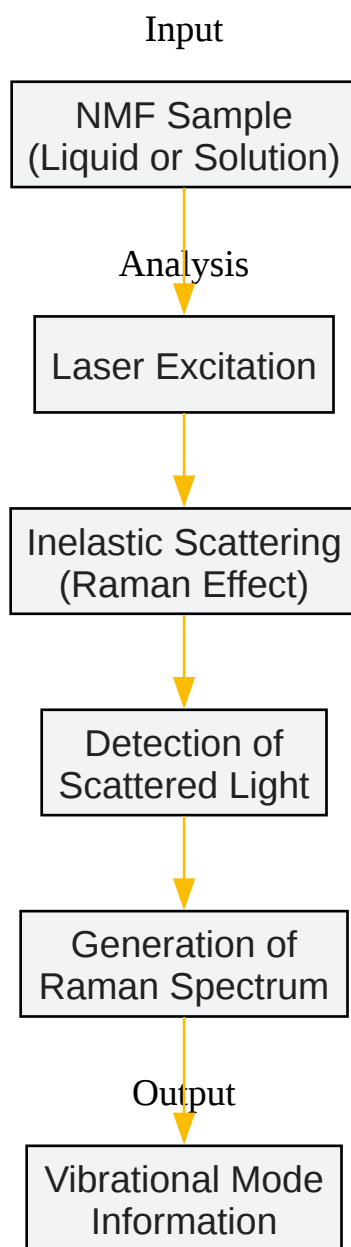 Input
NMF Sample
(Liquid or Solution)
Analysis
Laser Excitation
Inelastic Scattering
(Raman Effect)
Detection of
Scattered Light
Generation of
Raman Spectrum
Output
Vibrational Mode
Information